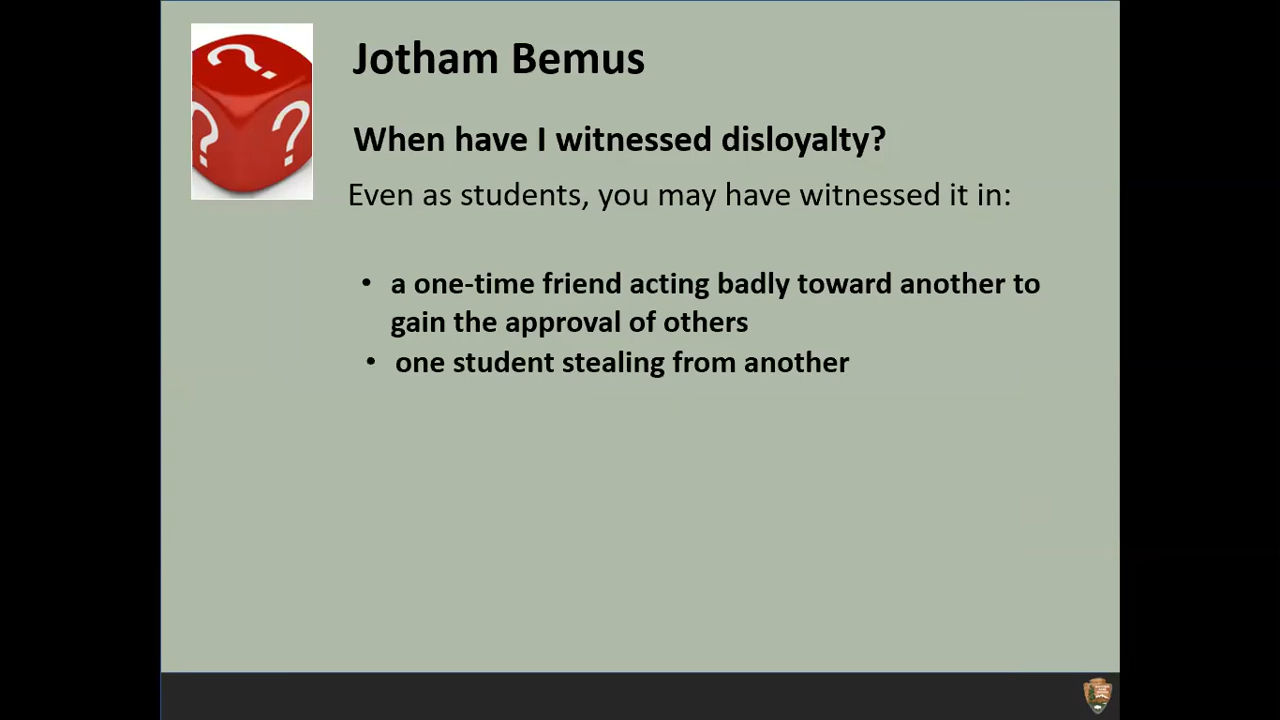 Jotham Bemus
When have I witnessed disloyalty?
Even as students, you may have witnessed it in:
• a one-time friend acting badly toward another to
gain the approval of others
• one student stealing from another